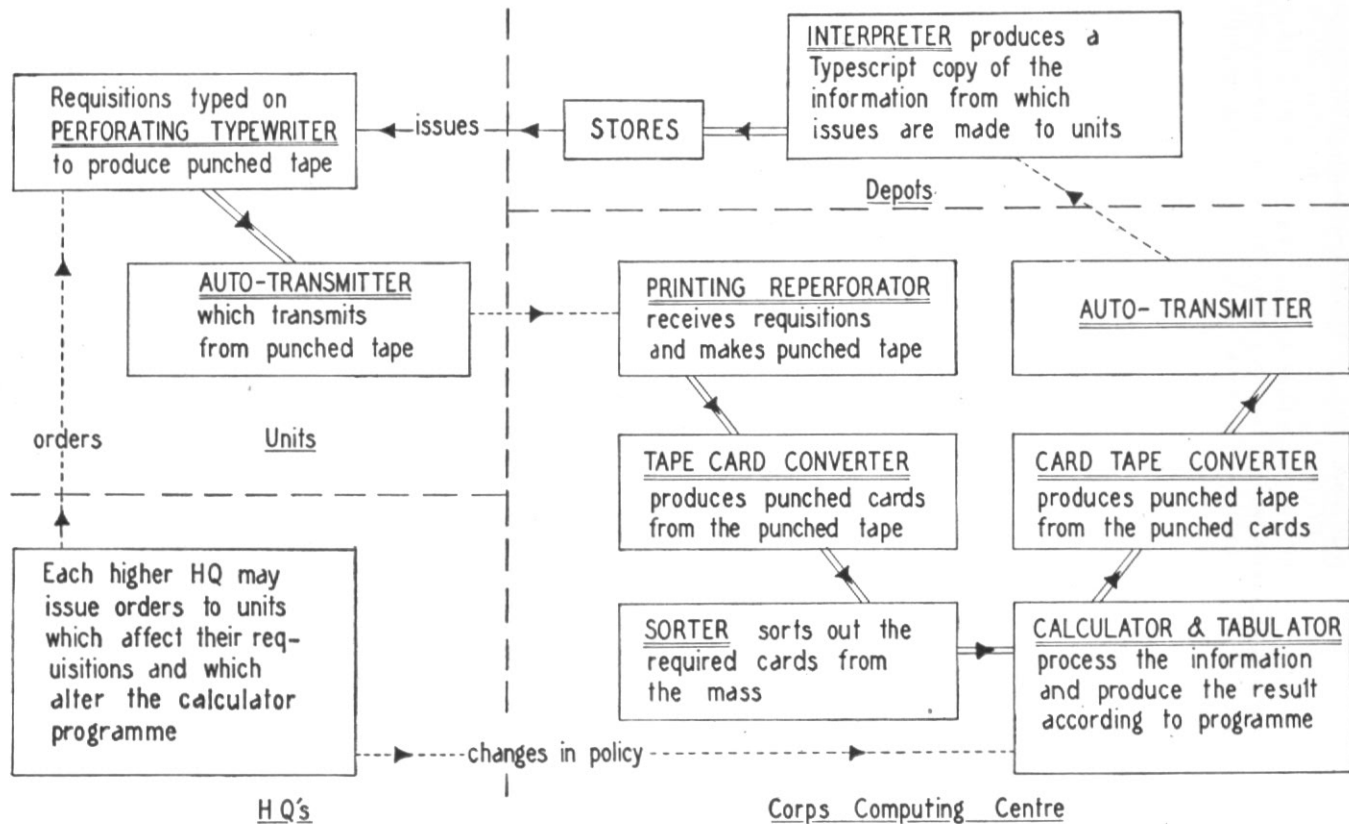 Requisitions typed on
PERFORATING TYPEWRITER
to produce punched tape
issues
STORES
INTERPRETER produces a
Typescript copy of the
information from which
issues are made to units
Depots
AUTO-TRANSMITTER
which transmits
from punched tape
PRINTING REPERFORATOR
receives requisitions
and makes punched tape
AUTO-TRANSMITTER
orders
Units
TAPE CARD CONVERTER
produces punched cards
from the punched tape
CARD TAPE CONVERTER
produces punched tape
from the punched cards
Each higher HQ may
issue orders to units
which affect their req-
uisitions and which
alter the calculator
programme
SORTER sorts out the
required cards from
the mass
CALCULATOR & TABULATOR
process the information
and produce the result
according to programme
changes in policy
HQ's
Corps Computing Centre